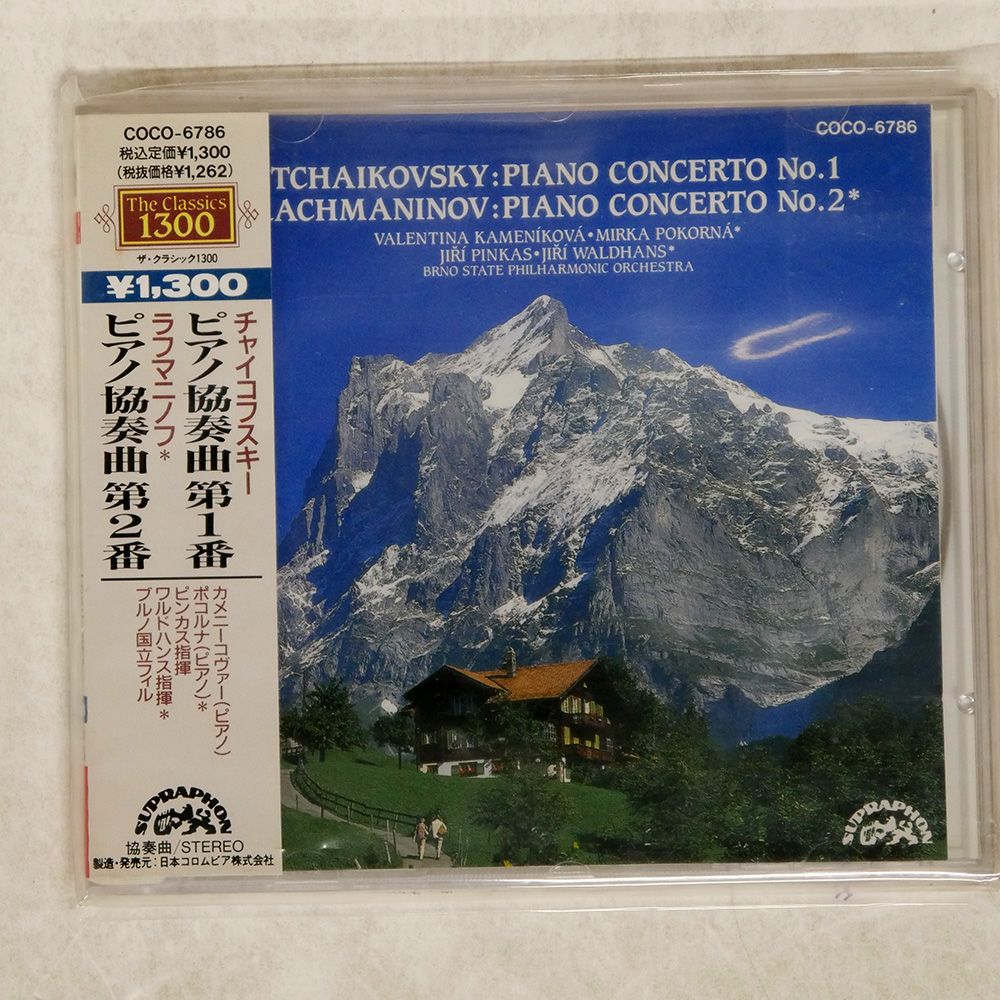 COCO-6786
税込定価¥1,300
(税抜価格¥1,262)
The Classics
1300
ザ・クラシック1300
¥1,300
チャイコフスキー
ピアノ協奏曲 第1番
ラフマニノフ*
ピアノ協奏曲 第2番
カメニーコヴァー(ピアノ)
ポコルナ(ピアノ)*
ピンカス指揮
ワルドハンス指揮*
ブルノ国立フィル
SUPRAPHON
協奏曲/STEREO
製造・発売元:日本コロムビア株式会社
COCO-6786
TCHAIKOVSKY:PIANO CONCERTO No.1
RACHMANINOV:PIANO CONCERTO No.2*
VALENTINA KAMENÍKOVÁ・MIRKA POKORNÁ*
JIŘÍ PINKAS・JIŘÍ WALDHANS*
BRNO STATE PHILHARMONIC ORCHESTRA
SUPRAPHON